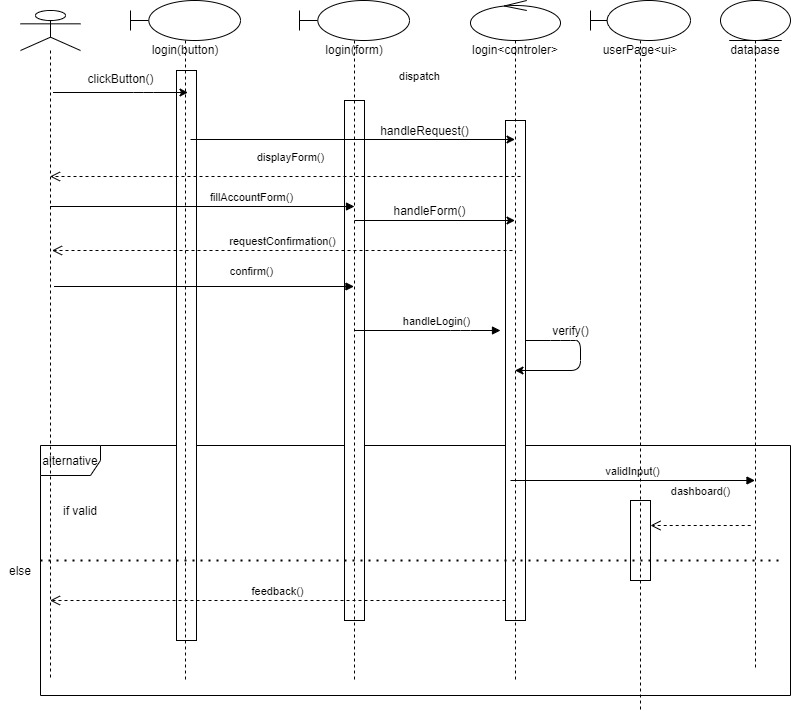 login(button)
login(form)
login<controler>
userPage<ui>
database
clickButton()
dispatch
handleRequest()
displayForm()
fillAccountForm()
handleForm()
requestConfirmation()
confirm()
handleLogin()
verify()
alternative
validInput()
dashboard()
if valid
else
feedback()